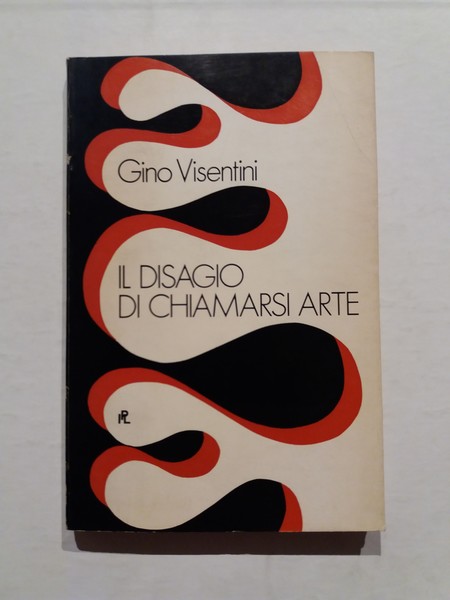 Gino Visentini
IL DISAGIO
DI CHIAMARSI ARTE